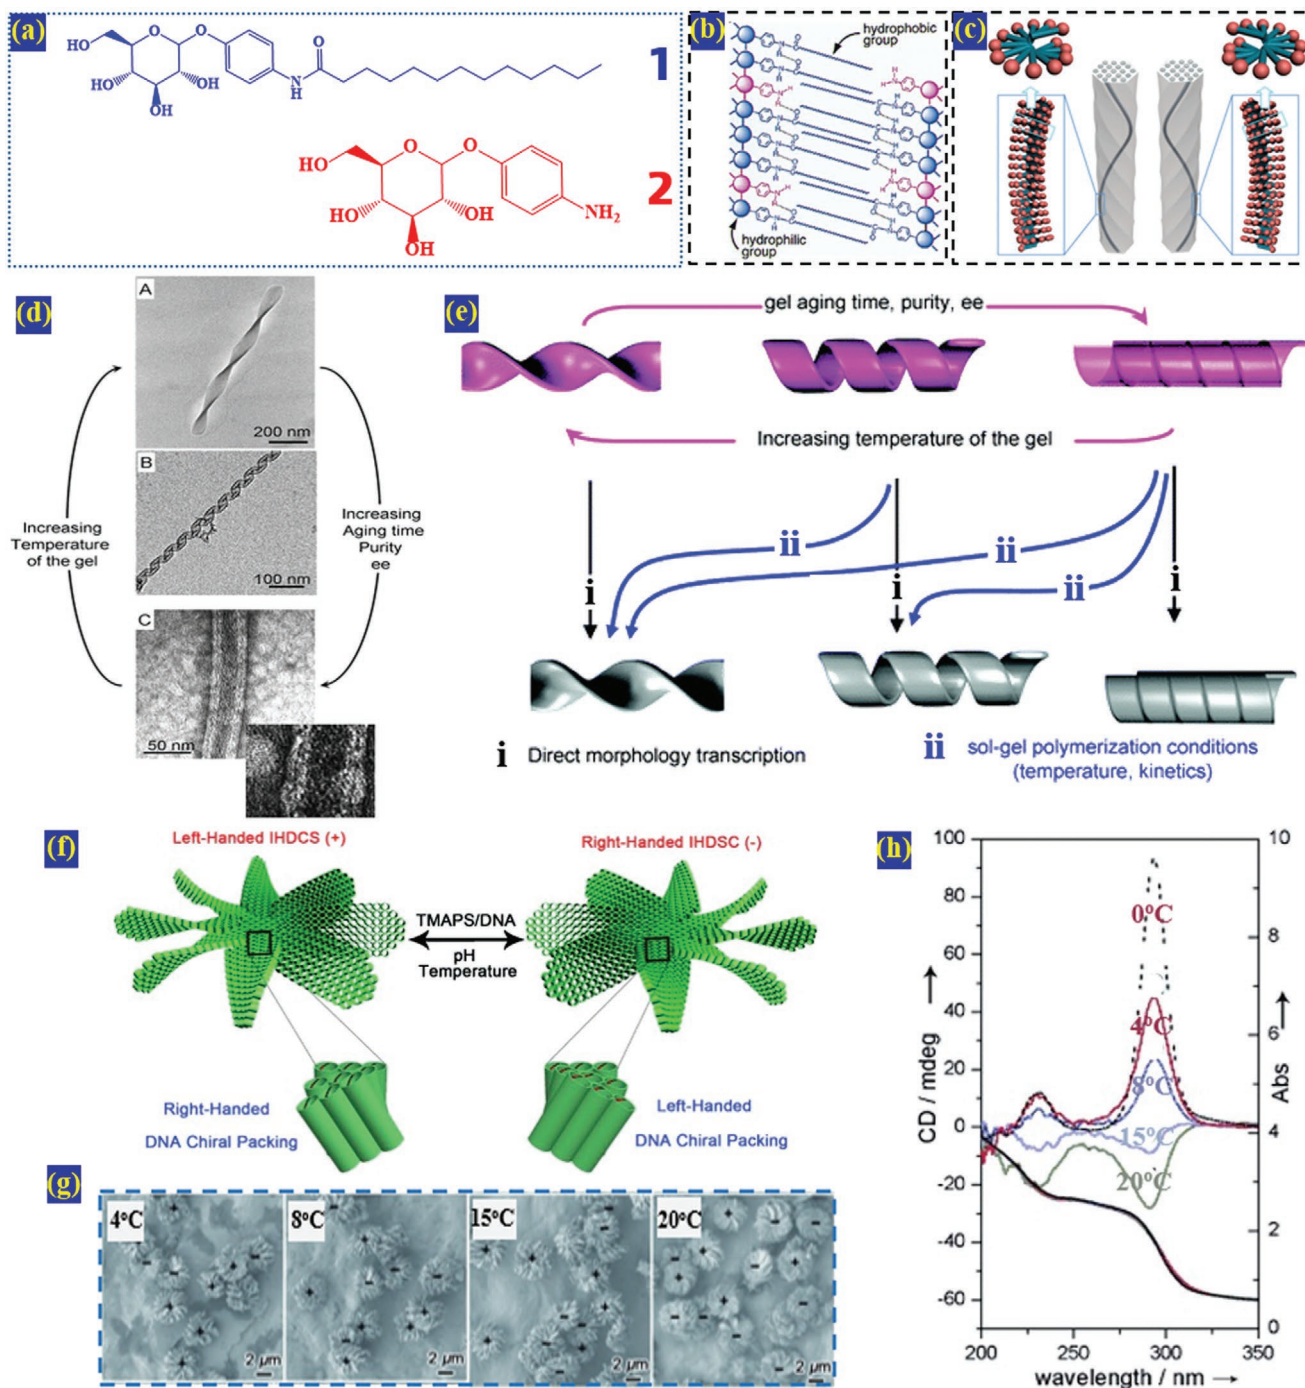 (a)
HO
O
O
O
HO
HO
OH
OH
N
H
1
HO
O
O
HO
HO
OH
OH
NH2
2
(b)
hydrophobic
group
hydrophilic
group
(c)
(d)
A
200 nm
B
100 nm
C
50 nm
Increasing
Temperature
of the gel
Increasing
Aging time
Purity
ee
(e)
gel aging time, purity, ee
Increasing temperature of the gel
ii
ii
ii
i
i
i
i Direct morphology transcription
ii sol-gel polymerization conditions
(temperature, kinetics)
(f)
Left-Handed IHDCS (+)
Right-Handed IHDSC (-)
TMAPS/DNA
pH
Temperature
Right-Handed
DNA Chiral Packing
Left-Handed
DNA Chiral Packing
(g)
4°C
2 µm
8°C
2 µm
15°C
2 µm
20°C
2 µm
(h)
100
80
60
40
20
0
-20
-40
-60
CD / mdeg
10
8
6
4
2
0
Abs
0°C
4°C
8°C
15°C
20°C
200 250 300 350
wavelength / nm